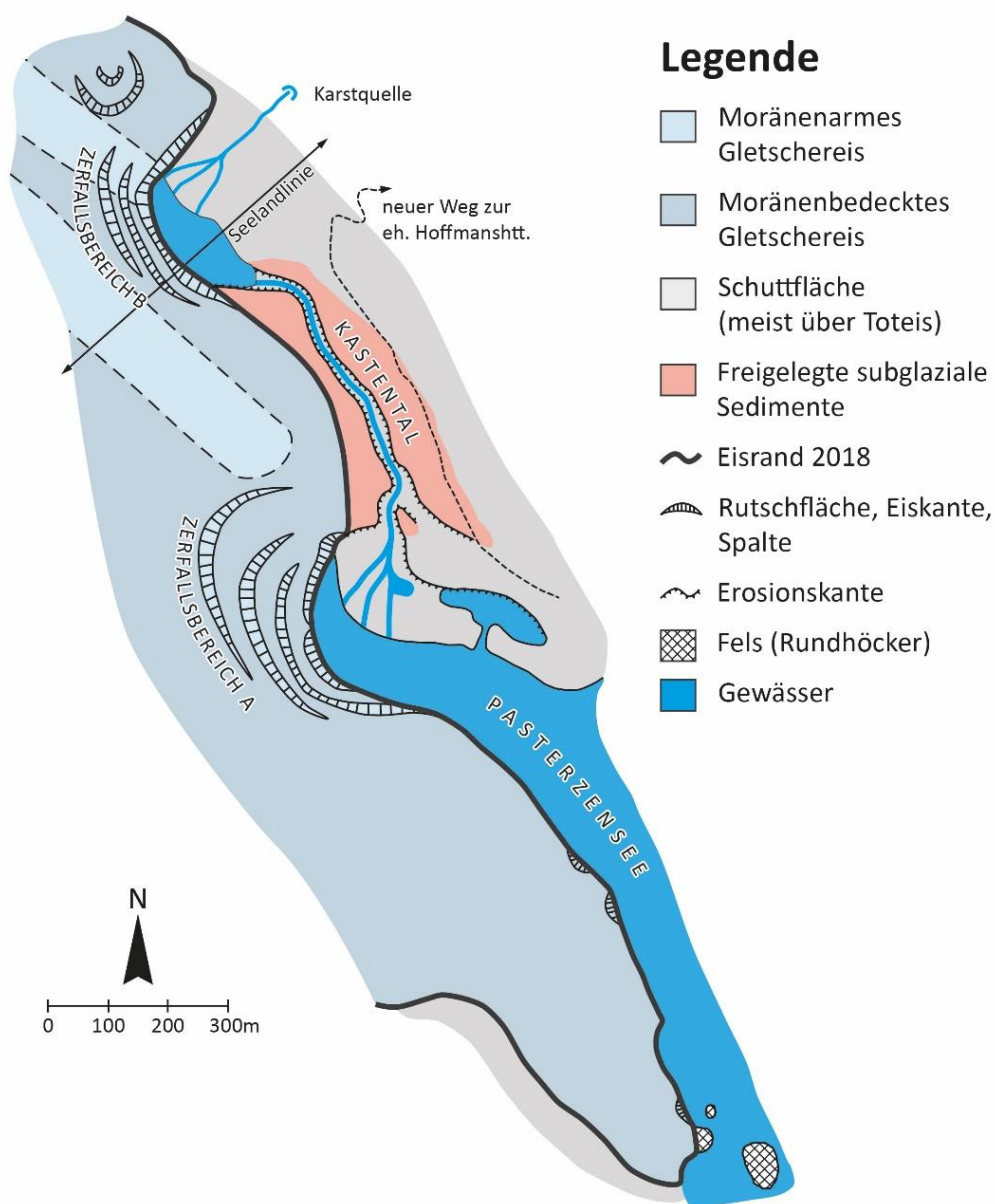 Karstquelle
Seelandlinie
neuer Weg zur
eh. Hoffmanshtt.
ZERFALLSBEREICH B
KASTENTAL
ZERFALLSBEREICH A
PASTERZENSEE
N
0 100 200 300m
Legende
Moränenarmes
Gletschereis
Moränenbedecktes
Gletschereis
Schuttfläche
(meist über Toteis)
Freigelegte subglaziale
Sedimente
Eisrand 2018
Rutschfläche, Eiskante,
Spalte
Erosionskante
Fels (Rundhöcker)
Gewässer